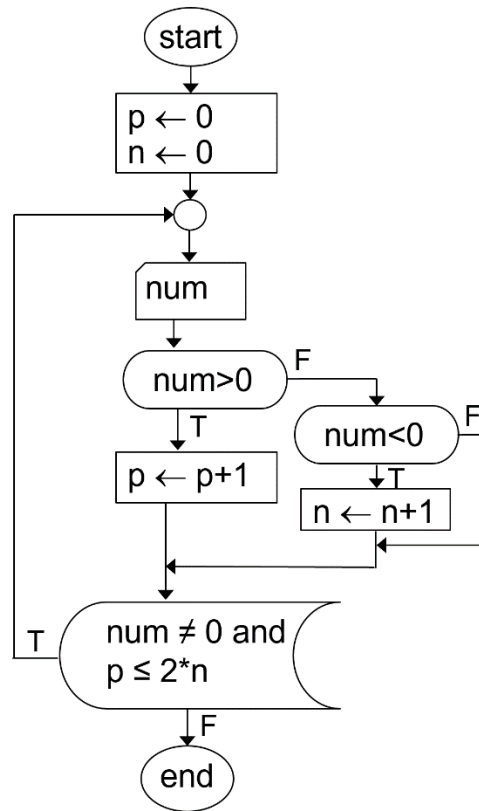 start
p ← 0
n ← 0
num
num>0
F
T
num<0
F
T
p ← p+1
n ← n+1
T
num ≠ 0 and
p ≤ 2*n
F
end